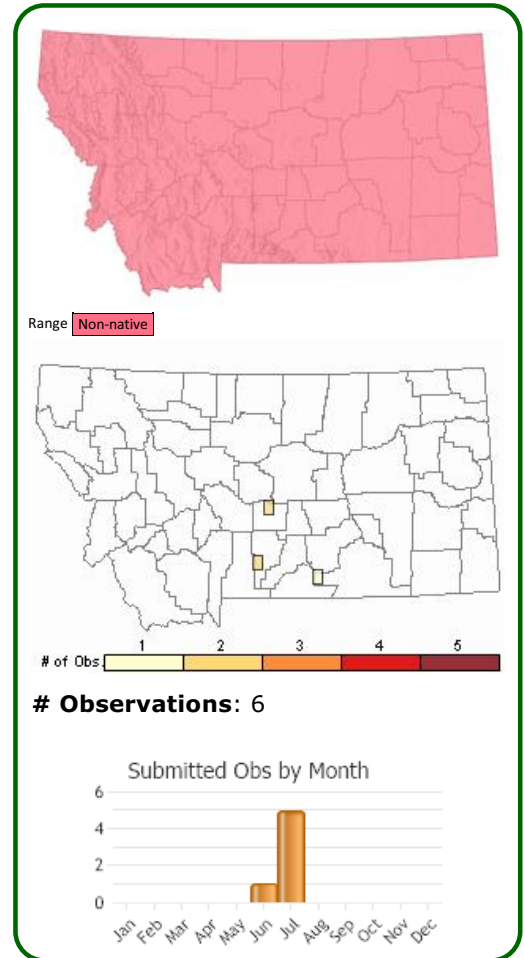 Range Non-native
1 2 3 4 5
# of Obs.
# Observations: 6
Submitted Obs by Month
6
4
2
0
Jan Feb Mar Apr May Jun Jul Aug Sep Oct Nov Dec